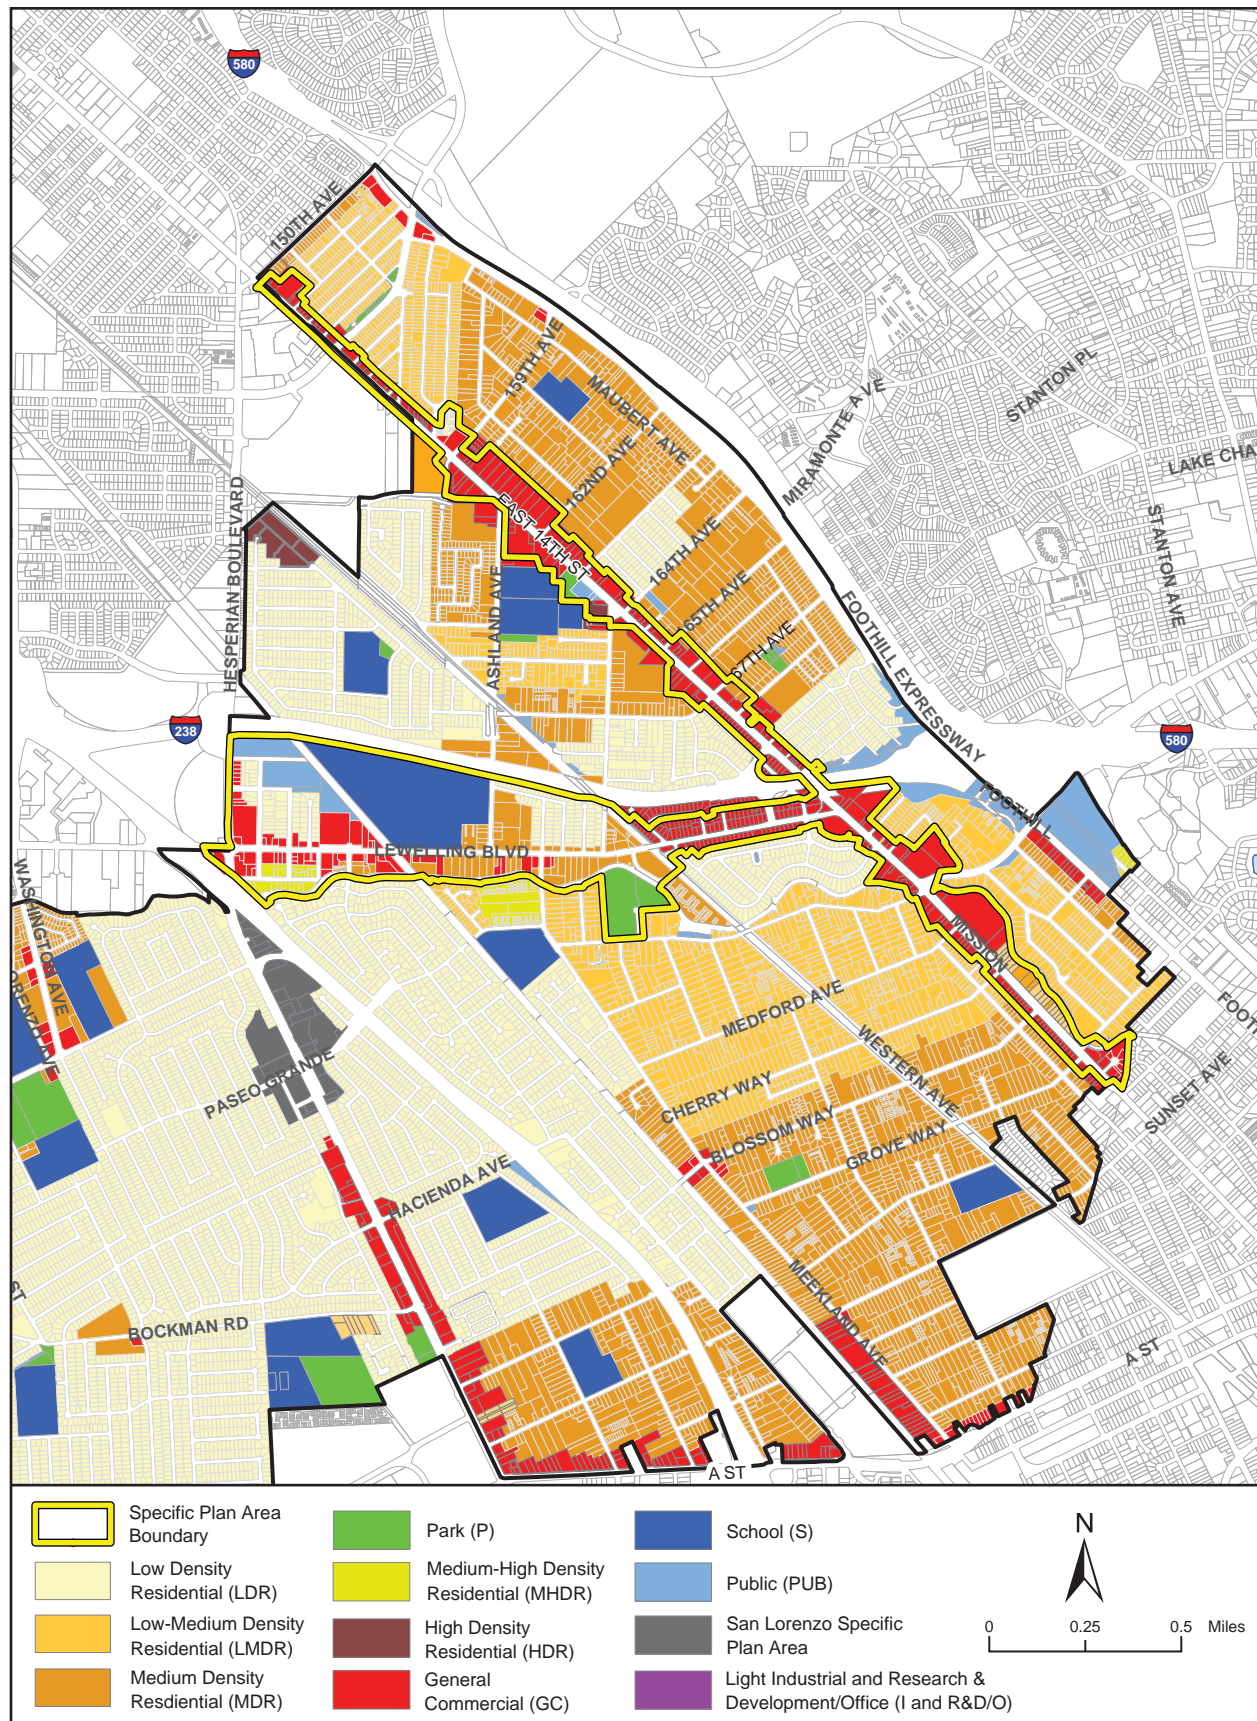 580
150TH AVE
159TH AVE
MAUBERT AVE
STANTON PL
MIRAMONTE AVE
LAKE CHA
162ND AVE
STANTON AVE
HESPERIAN BOULEVARD
EAST 14TH ST
164TH AVE
ASHLAND AVE
165TH AVE
67TH AVE
FOOTHILL EXPRESSWAY
238
580
FOOTHILL
LEWELLING BLVD
WASHINGTON AVE
ORENZO AVE
MISSION
MEDFORD AVE
WESTERN AVE
FOOT
PASEO GRANDE
CHERRY WAY
SUNSET AVE
BLOSSOM WAY
GROVE WAY
HACIENDA AVE
ST
MEEKLAND AVE
BOCKMAN RD
A ST
A ST
Specific Plan Area
Boundary
Low Density
Residential (LDR)
Low-Medium Density
Residential (LMDR)
Medium Density
Resdiential (MDR)
Park (P)
Medium-High Density
Residential (MHDR)
High Density
Residential (HDR)
General
Commercial (GC)
School (S)
Public (PUB)
San Lorenzo Specific
Plan Area
Light Industrial and Research &
Development/Office (I and R&D/O)
N
0 0.25 0.5 Miles